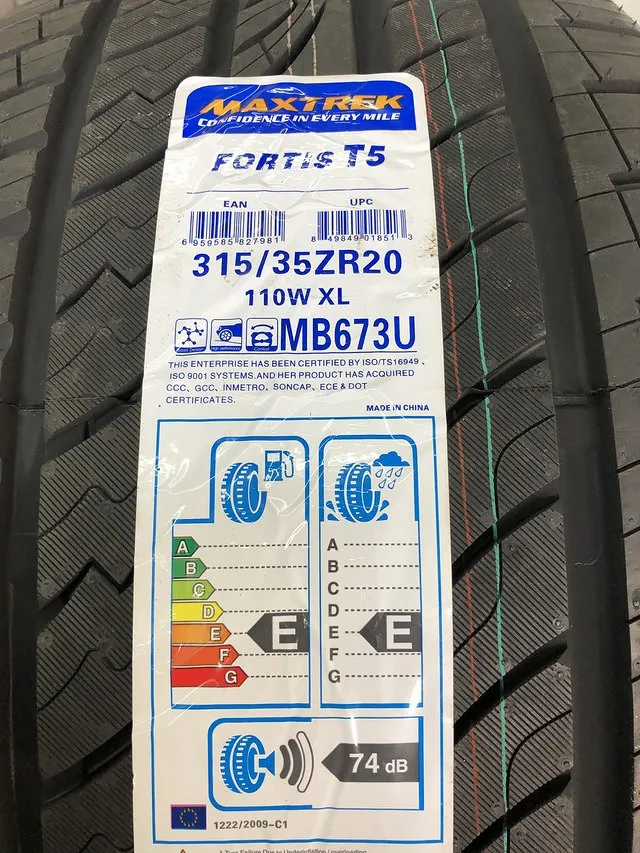 MAXTREK
CONFIDENCE IN EVERY MILE
FORTIS T5
EAN UPC
6 959585 827981 8 49849 01851 3
315/35ZR20
110W XL
MB673U
THIS ENTERPRISE HAS BEEN CERTIFIED BY ISO/TS16949、
ISO 9001 SYSTEMS.AND HER PRODUCT HAS ACQUIRED
CCC、GCC、INMETRO、SONCAP、ECE & DOT
CERTIFICATES.
MADE IN CHINA
A A
B B
C C
D D
E E E E
F F
G G
74 dB
1222/2009-C1